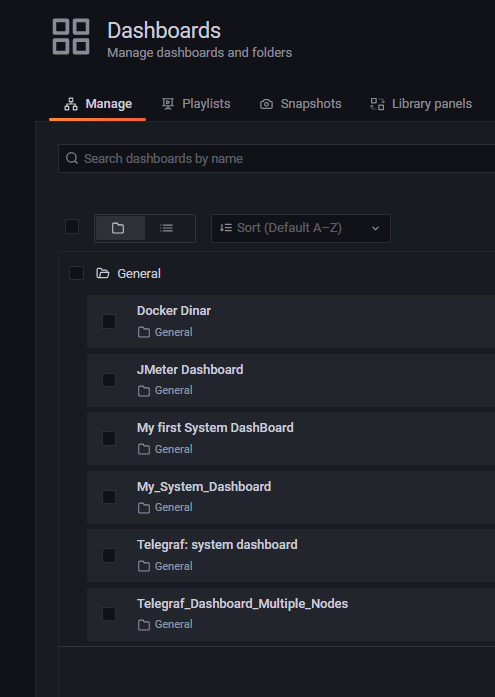 Dashboards
Manage dashboards and folders
Manage Playlists Snapshots Library panels
Search dashboards by name
Sort (Default A–Z)
General
Docker Dinar
General
JMeter Dashboard
General
My first System DashBoard
General
My_System_Dashboard
General
Telegraf: system dashboard
General
Telegraf_Dashboard_Multiple_Nodes
General